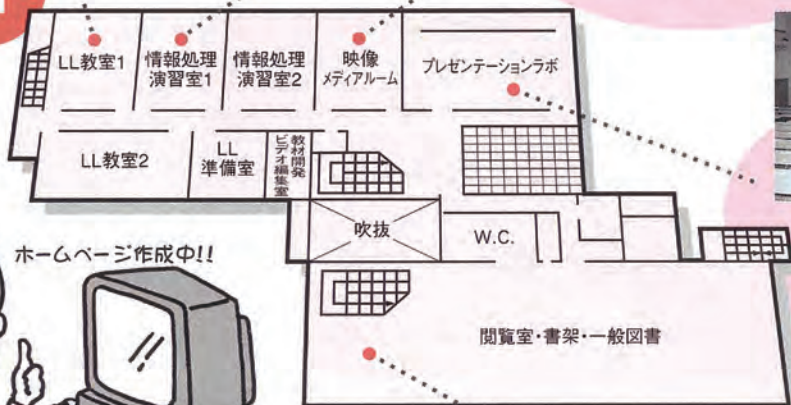 LL教室1
情報処理
演習室1
情報処理
演習室2
映像
メディアルーム
プレゼンテーションラボ
LL教室2
LL
準備室
教材開発
ビデオ編集室
吹抜
W.C.
ホームページ作成中!!
閲覧室・書架・一般図書